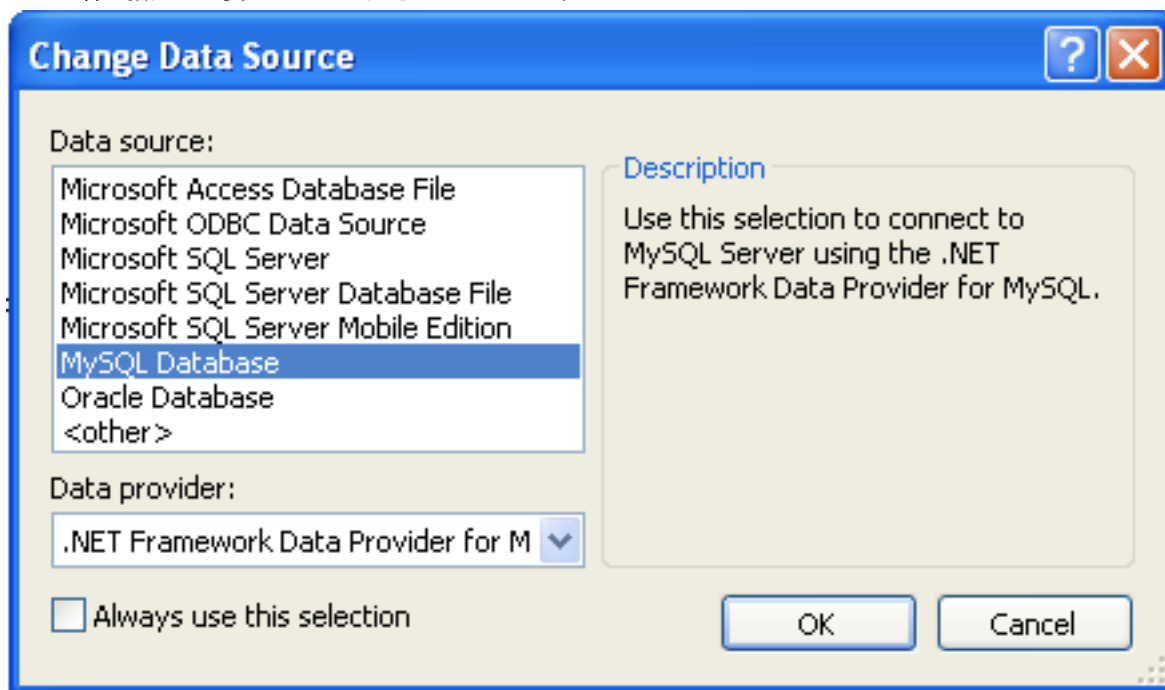 Change Data Source
Data source:
Microsoft Access Database File
Microsoft ODBC Data Source
Microsoft SQL Server
Microsoft SQL Server Database File
Microsoft SQL Server Mobile Edition
MySQL Database
Oracle Database
<other>
Description
Use this selection to connect to
MySQL Server using the .NET
Framework Data Provider for MySQL.
Data provider:
.NET Framework Data Provider for M
Always use this selection
OK
Cancel